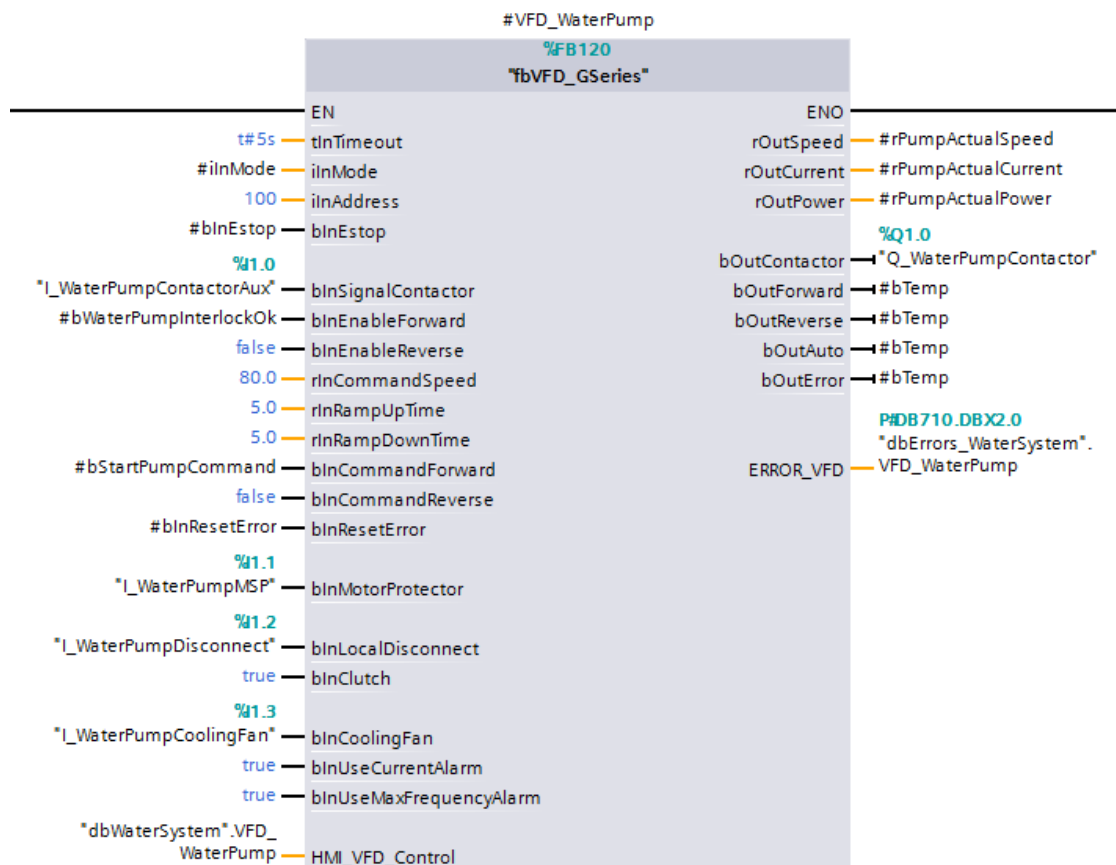 #VFD_WaterPump
%FB120
"fbVFD_GSeries"
EN ENO
t#5s tInTimeout rOutSpeed #rPumpActualSpeed
#iInMode iInMode rOutCurrent #rPumpActualCurrent
100 iInAddress rOutPower #rPumpActualPower
#bInEstop bInEstop
%Q1.0
bOutContactor "Q_WaterPumpContactor"
%I1.0
"I_WaterPumpContactorAux" bInSignalContactor bOutForward #bTemp
#bWaterPumpInterlockOk bInEnableForward bOutReverse #bTemp
false bInEnableReverse bOutAuto #bTemp
80.0 rInCommandSpeed bOutError #bTemp
5.0 rInRampUpTime
5.0 rInRampDownTime
P#DB710.DBX2.0
"dbErrors_WaterSystem".
#bStartPumpCommand bInCommandForward ERROR_VFD VFD_WaterPump
false bInCommandReverse
#bInResetError bInResetError
%I1.1
"I_WaterPumpMSP" bInMotorProtector
%I1.2
"I_WaterPumpDisconnect" bInLocalDisconnect
true bInClutch
%I1.3
"I_WaterPumpCoolingFan" bInCoolingFan
true bInUseCurrentAlarm
true bInUseMaxFrequencyAlarm
"dbWaterSystem".VFD_
WaterPump HMI_VFD_Control